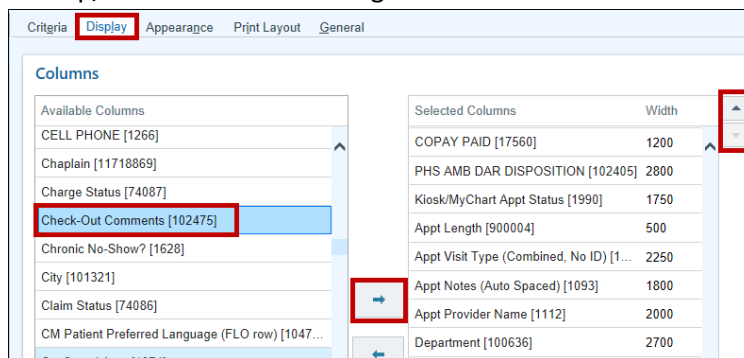 Criteria Display Appearance Print Layout General
Columns
Available Columns
CELL PHONE [1266]
Chaplain [11718869]
Charge Status [74087]
Check-Out Comments [102475]
Chronic No-Show? [1628]
City [101321]
Claim Status [74086]
CM Patient Preferred Language (FLO row) [1047...
Selected Columns Width
COPAY PAID [17560] 1200
PHS AMB DAR DISPOSITION [102405] 2800
Kiosk/MyChart Appt Status [1990] 1750
Appt Length [900004] 500
Appt Visit Type (Combined, No ID) [1... 2250
Appt Notes (Auto Spaced) [1093] 1800
Appt Provider Name [1112] 2000
Department [100636] 2700